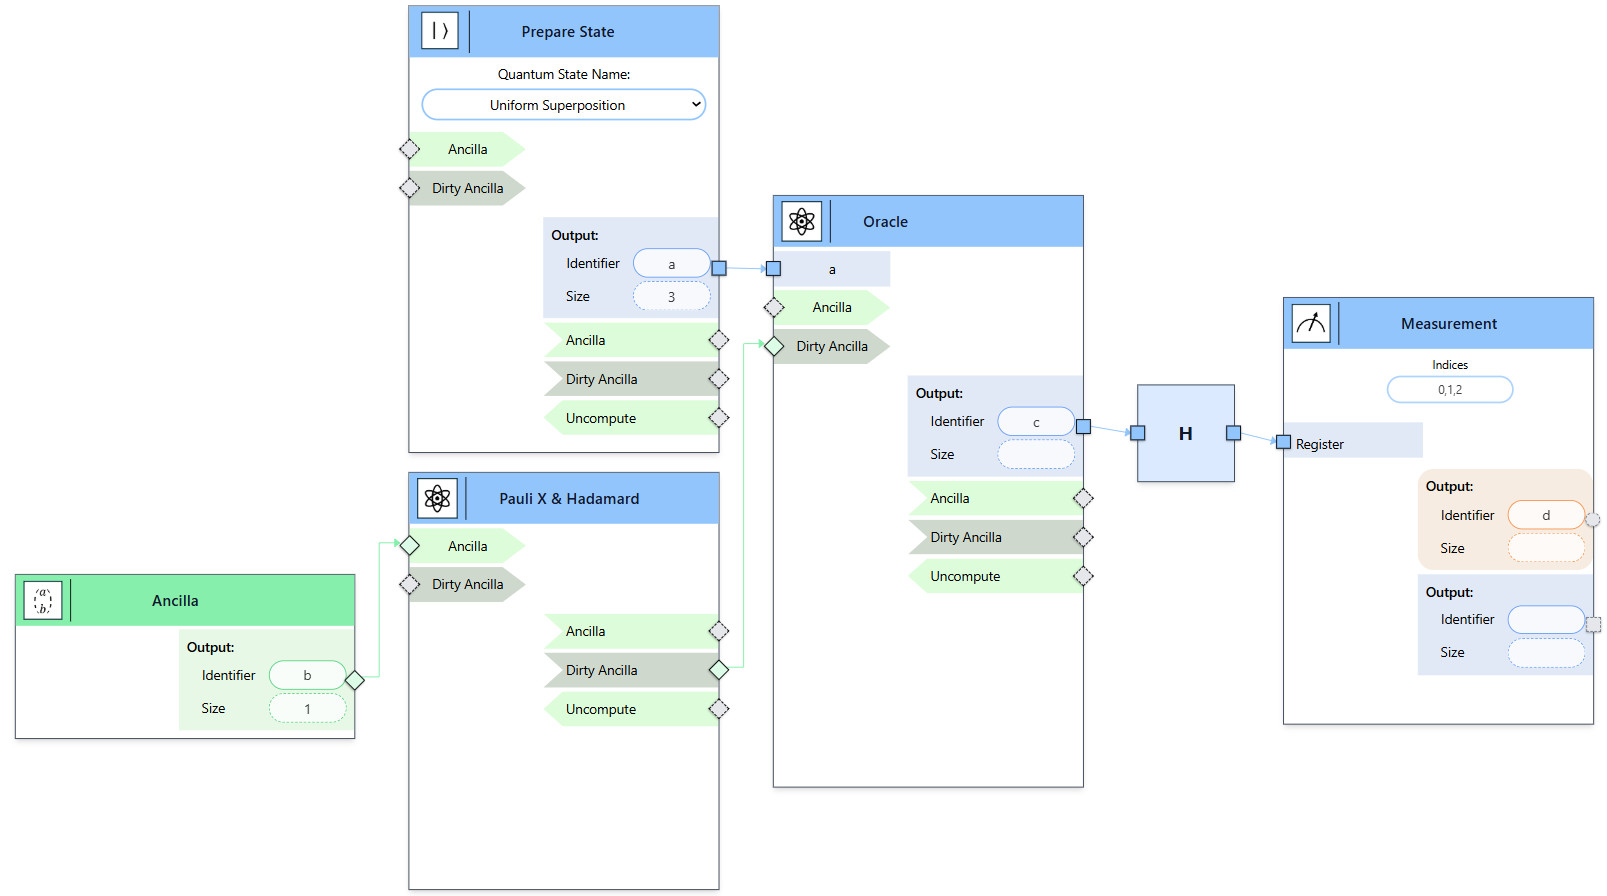 | ⟩
Prepare State
Quantum State Name:
Uniform Superposition
Ancilla
Dirty Ancilla
Output:
Identifier a
Size 3
Ancilla
Dirty Ancilla
Uncompute
Pauli X & Hadamard
Ancilla
Dirty Ancilla
Ancilla
Dirty Ancilla
Uncompute
a
b
Ancilla
Output:
Identifier b
Size 1
Oracle
a
Ancilla
Dirty Ancilla
Output:
Identifier c
Size
Ancilla
Dirty Ancilla
Uncompute
H
Measurement
Indices
0,1,2
Register
Output:
Identifier d
Size
Output:
Identifier
Size